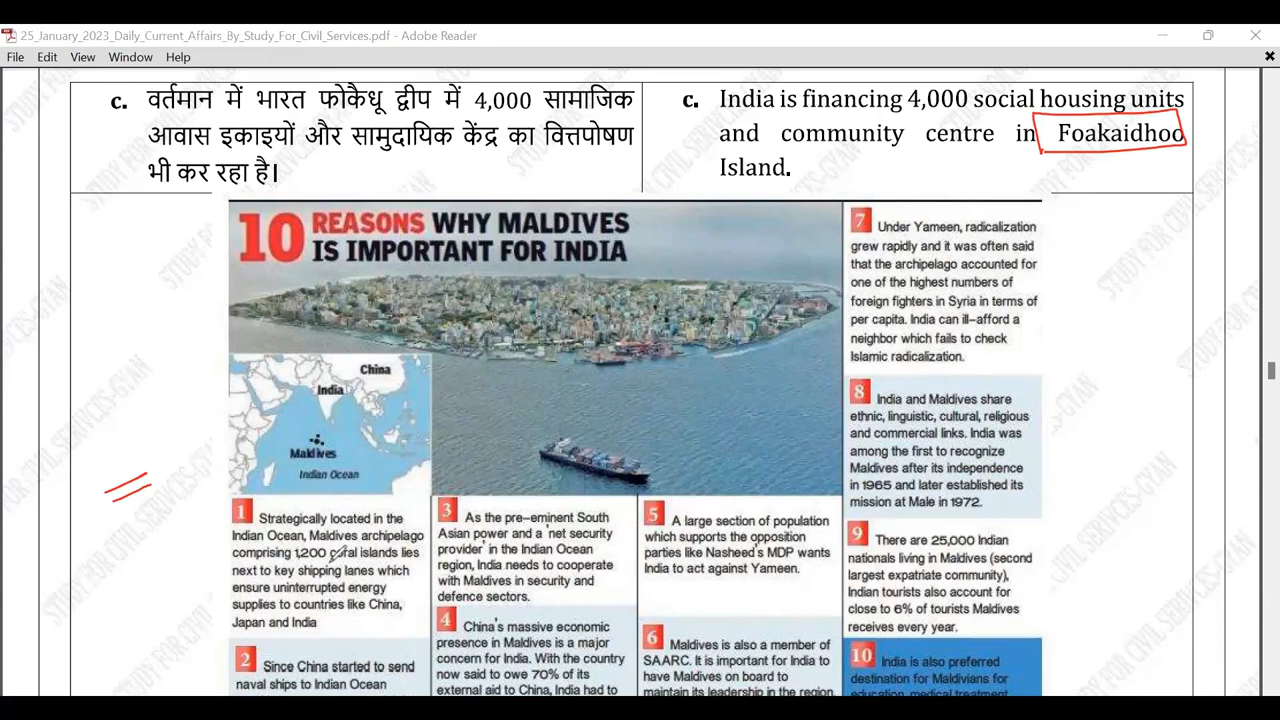 25_January_2023_Daily_Current_Affairs_By_Study_For_Civil_Services.pdf - Adobe Reader
File Edit View Window Help
c. वर्तमान में भारत फोकैधू द्वीप में 4,000 सामाजिक
आवास इकाइयों और सामुदायिक केंद्र का वित्तपोषण
भी कर रहा है।
c. India is financing 4,000 social housing units
and community centre in Foakaidhoo
Island.
10 REASONS WHY MALDIVES
IS IMPORTANT FOR INDIA
China
India
Maldives
Indian Ocean
1 Strategically located in the
Indian Ocean, Maldives archipelago
comprising 1,200 coral islands lies
next to key shipping lanes which
ensure uninterrupted energy
supplies to countries like China,
Japan and India
2 Since China started to send
naval ships to Indian Ocean
3 As the pre-eminent South
Asian power and a 'net security
provider' in the Indian Ocean
region, India needs to cooperate
with Maldives in security and
defence sectors.
4 China's massive economic
presence in Maldives is a major
concern for India. With the country
now said to owe 70% of its
external aid to China, India had to
5 A large section of population
which supports the opposition
parties like Nasheed's MDP wants
India to act against Yameen.
6 Maldives is also a member of
SAARC. It is important for India to
have Maldives on board to
maintain its leadership in the region.
7 Under Yameen, radicalization
grew rapidly and it was often said
that the archipelago accounted for
one of the highest numbers of
foreign fighters in Syria in terms of
per capita. India can ill-afford a
neighbor which fails to check
Islamic radicalization.
8 India and Maldives share
ethnic, linguistic, cultural, religious
and commercial links. India was
among the first to recognize
Maldives after its independence
in 1965 and later established its
mission at Male in 1972.
9 There are 25,000 Indian
nationals living in Maldives (second
largest expatriate community),
Indian tourists also account for
close to 6% of tourists Maldives
receives every year.
10 India is also preferred
destination for Maldivians for
education, medical treatment